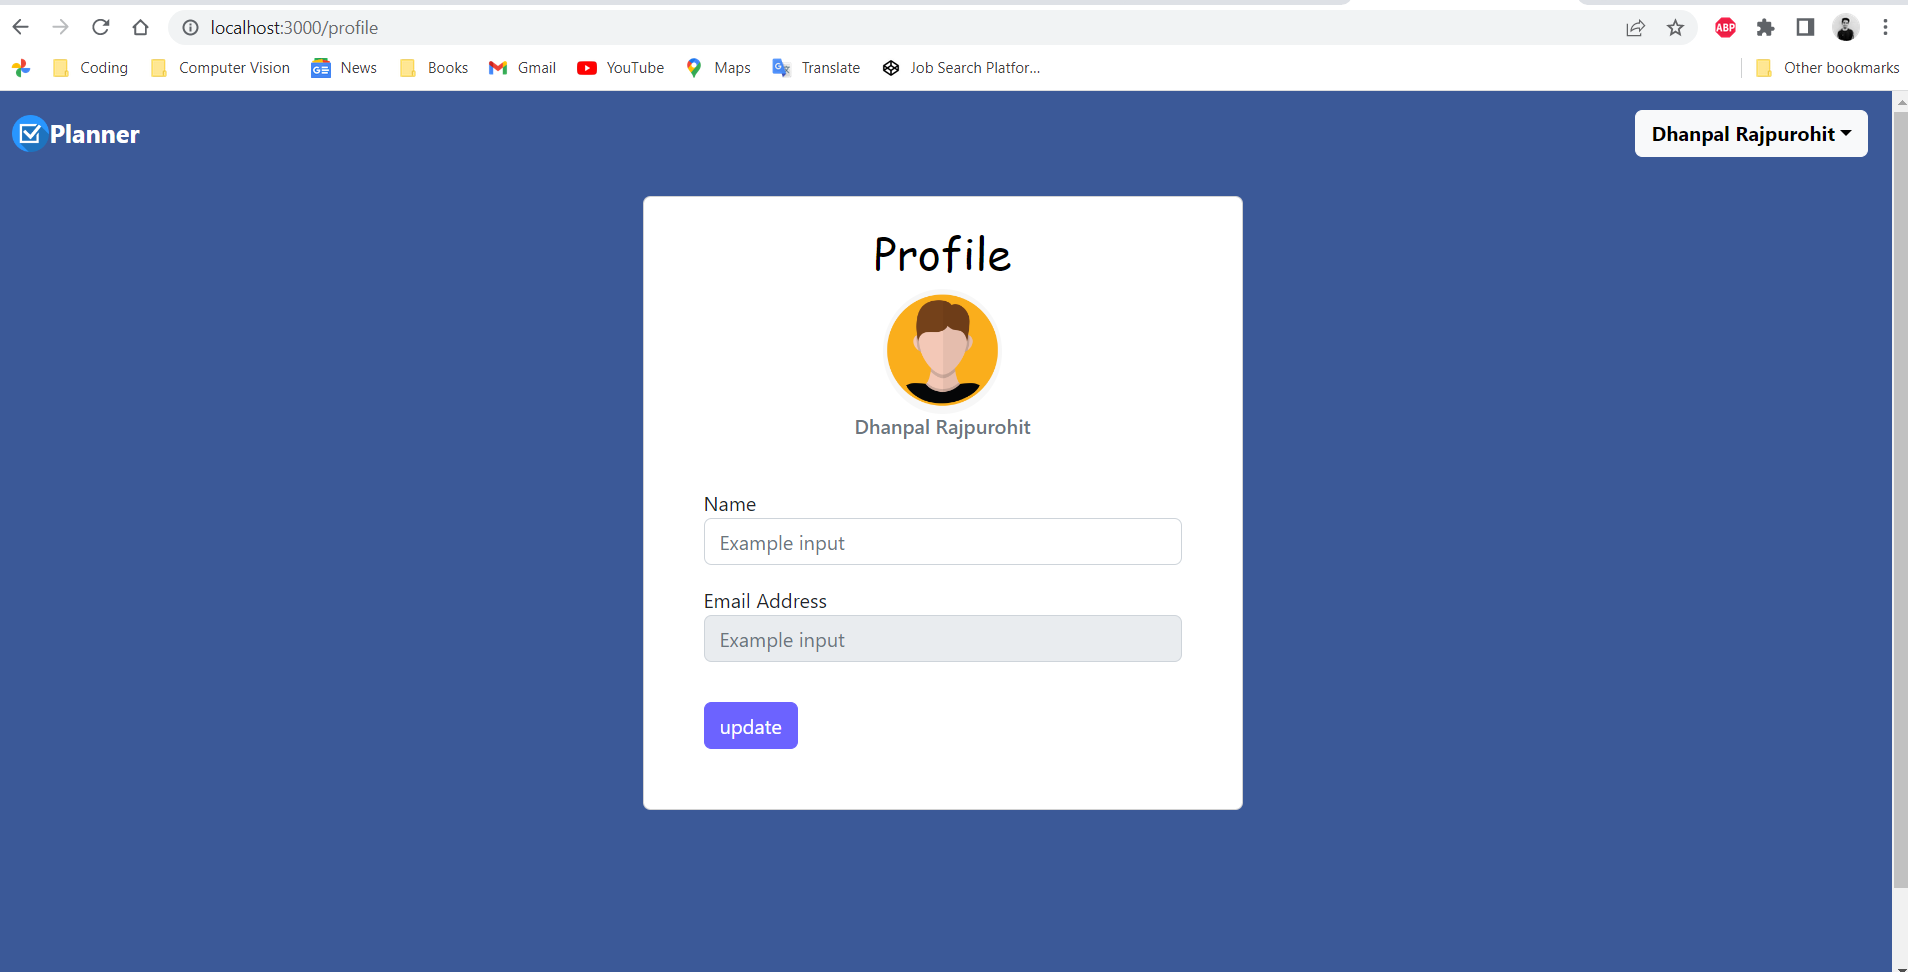 localhost:3000/profile
ABP
Coding Computer Vision GE News Books Gmail YouTube Maps G Translate Job Search Platfor... Other bookmarks
Planner Dhanpal Rajpurohit
Profile
Dhanpal Rajpurohit
Name
Example input
Email Address
Example input
update